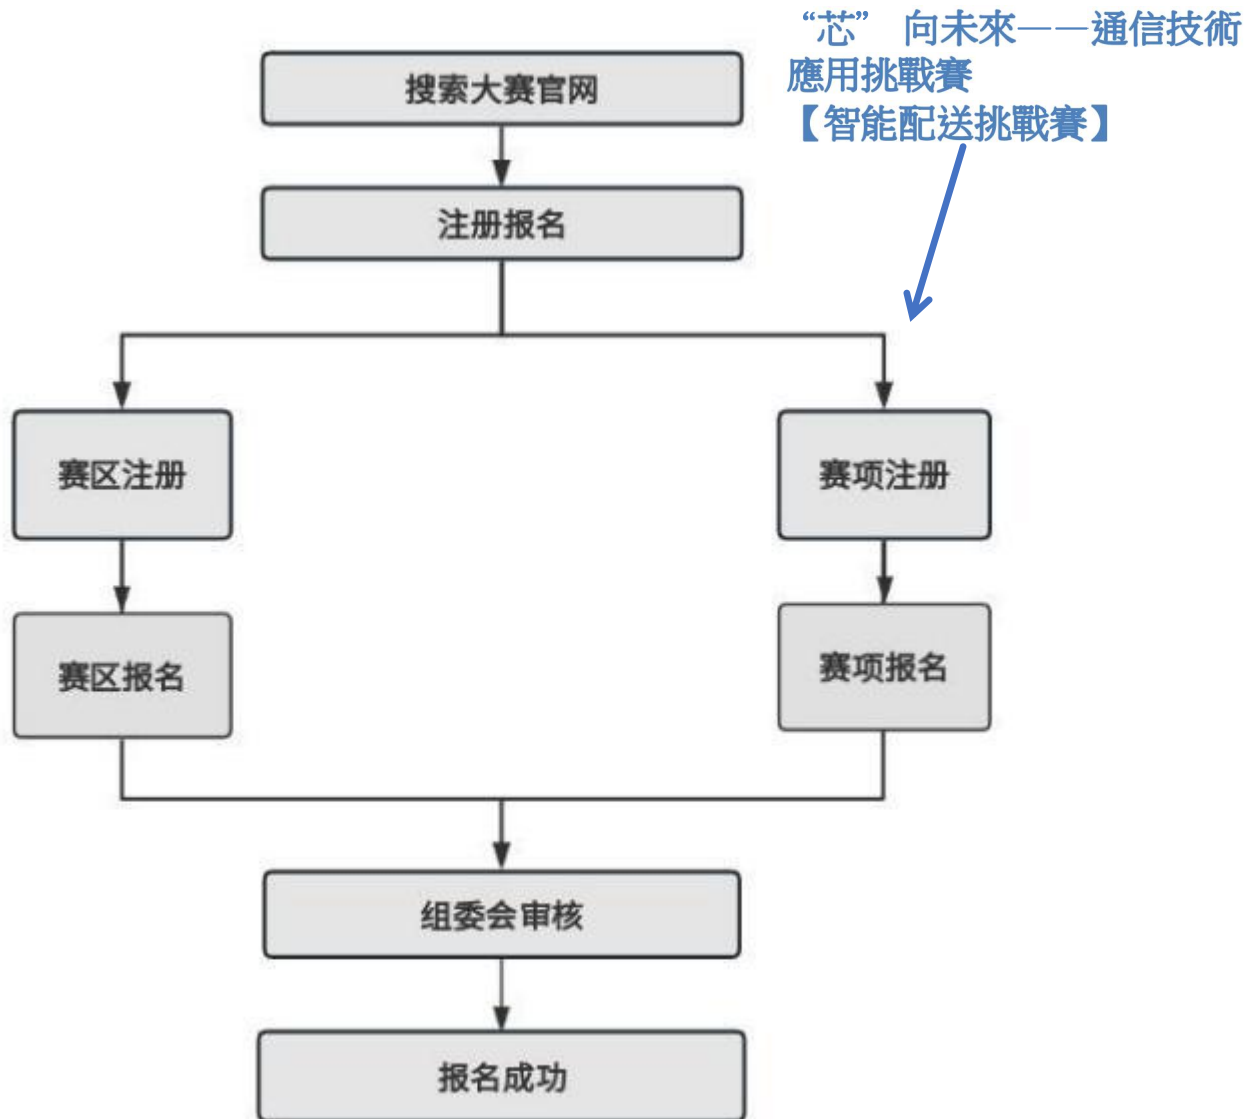 “芯” 向未來——通信技術
應用挑戰賽
【智能配送挑戰賽】
搜索大赛官网
注册报名
赛区注册
赛项注册
赛区报名
赛项报名
组委会审核
报名成功